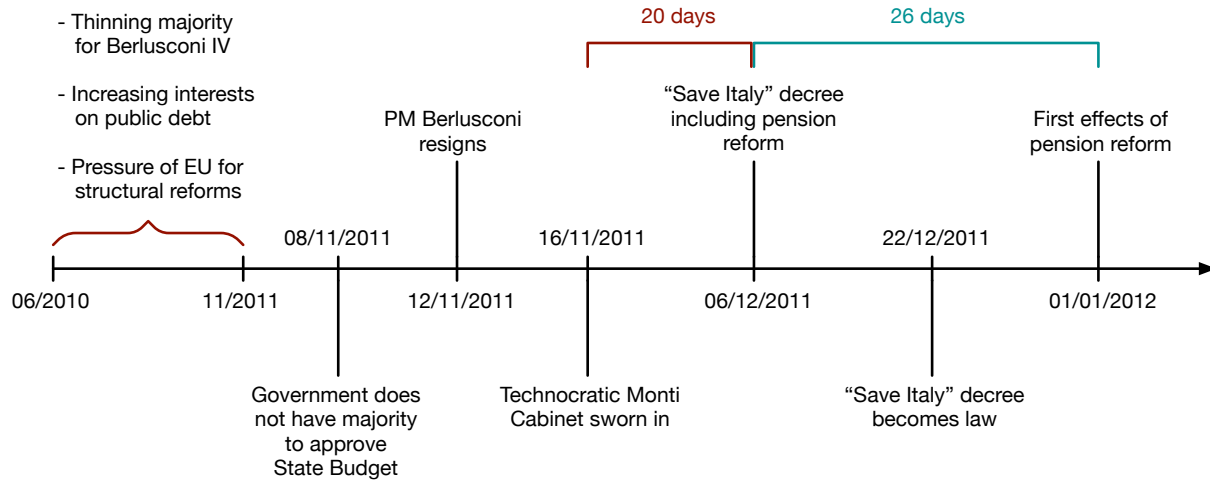 - Thinning majority
for Berlusconi IV
- Increasing interests
on public debt
- Pressure of EU for
structural reforms
20 days
26 days
PM Berlusconi
resigns
“Save Italy” decree
including pension
reform
First effects of
pension reform
08/11/2011
16/11/2011
22/12/2011
06/2010
11/2011
12/11/2011
06/12/2011
01/01/2012
Government does
not have majority
to approve
State Budget
Technocratic Monti
Cabinet sworn in
“Save Italy” decree
becomes law